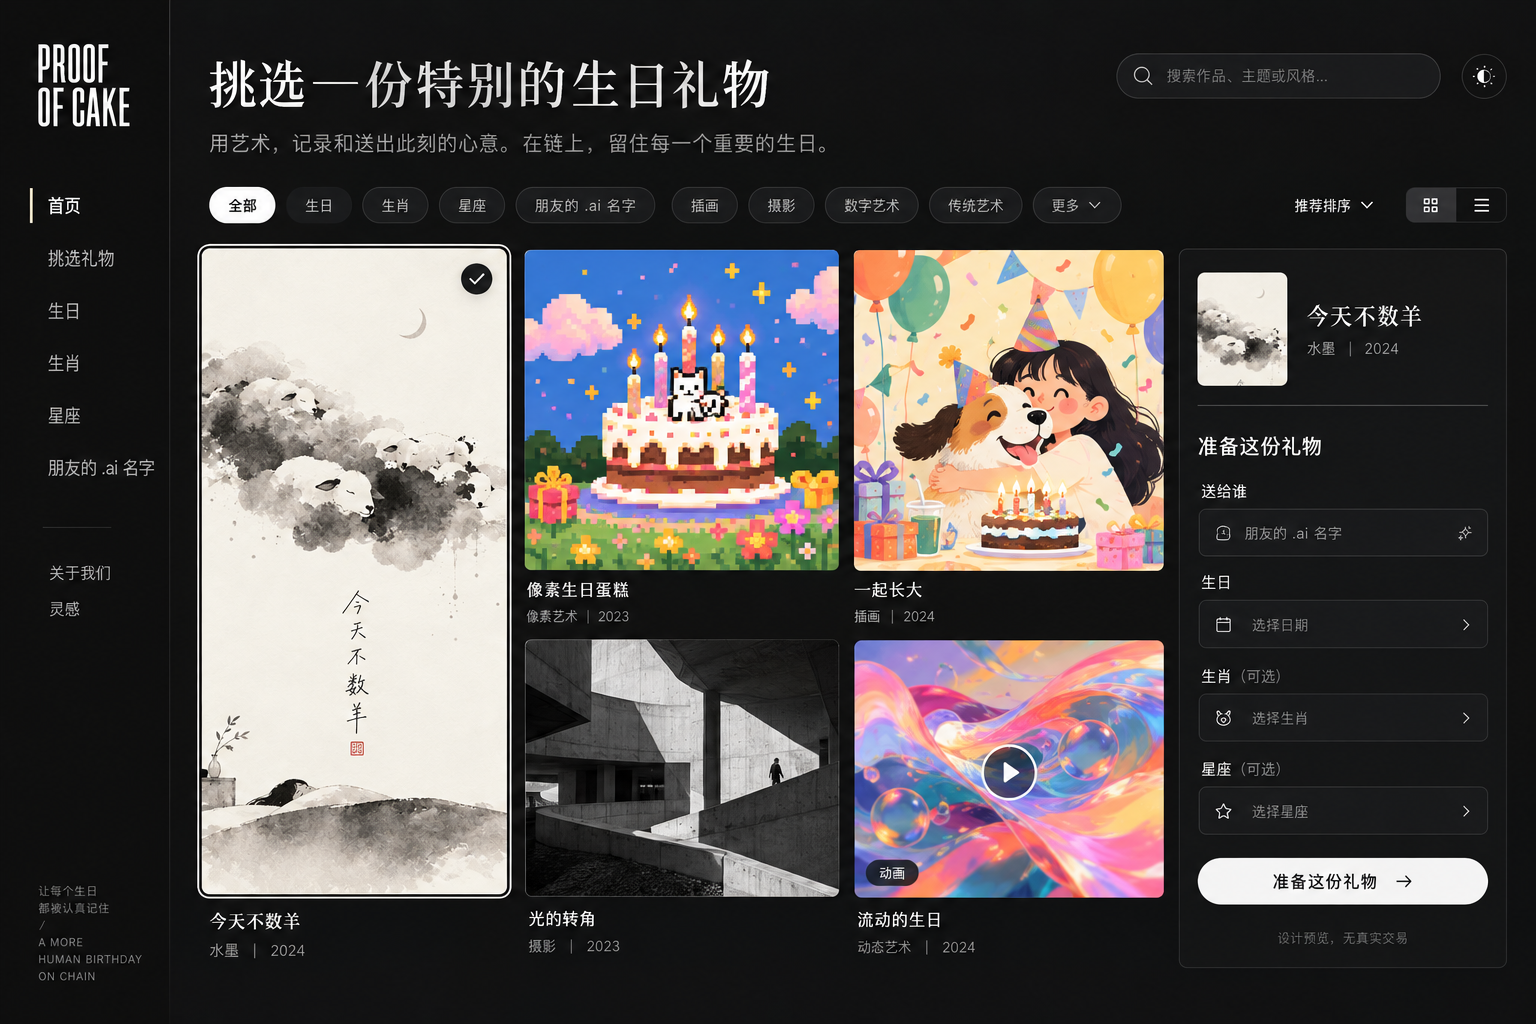 PROOF
OF CAKE
首页
挑选礼物
生日
生肖
星座
朋友的 .ai 名字
关于我们
灵感
让每个生日
都被认真记住
/
A MORE
HUMAN BIRTHDAY
ON CHAIN
挑选一份特别的生日礼物
用艺术，记录和送出此刻的心意。在链上，留住每一个重要的生日。
搜索作品、主题或风格...
全部 生日 生肖 星座 朋友的 .ai 名字 插画 摄影 数字艺术 传统艺术 更多
推荐排序
今
天
不
数
羊
今天不数羊
水墨 | 2024
像素生日蛋糕
像素艺术 | 2023
一起长大
插画 | 2024
光的转角
摄影 | 2023
动画
流动的生日
动态艺术 | 2024
今天不数羊
水墨 | 2024
准备这份礼物
送给谁
朋友的 .ai 名字
生日
选择日期
生肖（可选）
选择生肖
星座（可选）
选择星座
准备这份礼物 →
设计预览，无真实交易